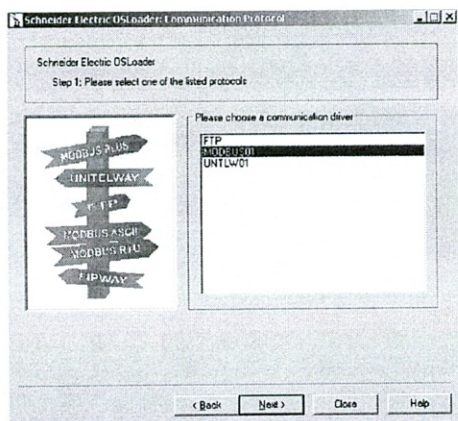 Schneider Electric OSLoader: Communication Protocol
Schneider Electric OSLoader
Step 1: Please select one of the listed protocols
Please choose a communication driver
FTP
MODBUS01
UNTLW01
MODBUS PLUS
UNITELWAY
MODBUS ASCII
MODBUS RTU
FIPWAY
< Back
Next >
Close
Help